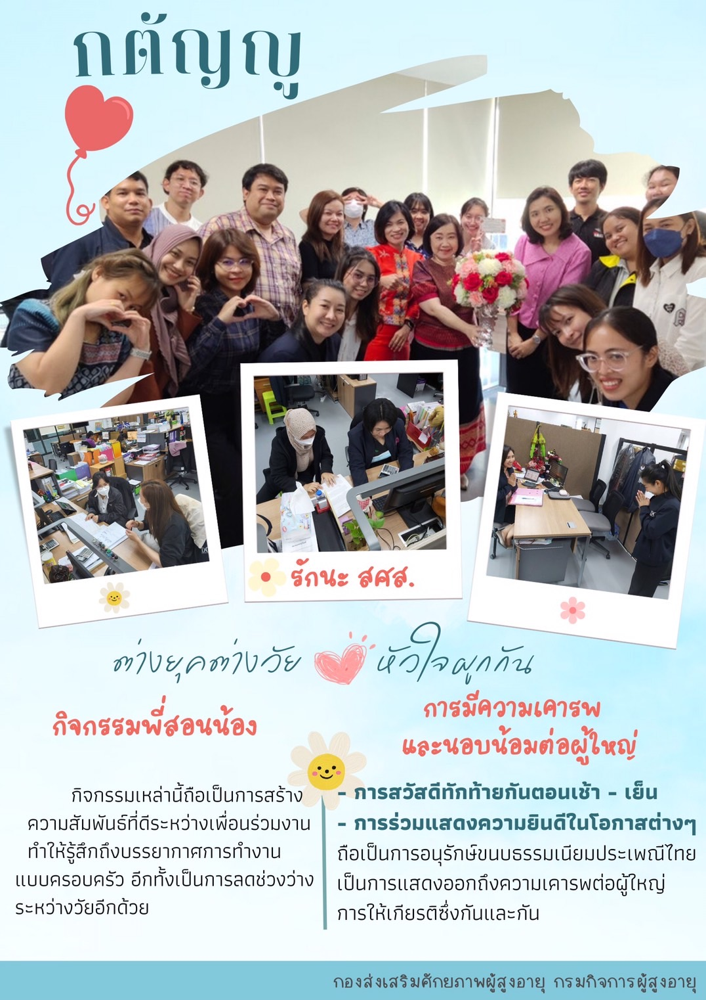 กตัญญู
รักนะ สศส.
ต่างยุคต่างวัย หัวใจผูกกัน
กิจกรรมพี่สอนน้อง
กิจกรรมเหล่านี้ถือเป็นการสร้าง
ความสัมพันธ์ที่ดีระหว่างเพื่อนร่วมงาน
ทำให้รู้สึกถึงบรรยากาศการทำงาน
แบบครอบครัว อีกทั้งเป็นการลดช่วงว่าง
ระหว่างวัยอีกด้วย
การมีความเคารพ
และนอบน้อมต่อผู้ใหญ่
- การสวัสดีทักท้ายกันตอนเช้า - เย็น
- การร่วมแสดงความยินดีในโอกาสต่างๆ
ถือเป็นการอนุรักษ์ขนบธรรมเนียมประเพณีไทย
เป็นการแสดงออกถึงความเคารพต่อผู้ใหญ่
การให้เกียรติซึ่งกันและกัน
กองส่งเสริมศักยภาพผู้สูงอายุ กรมกิจการผู้สูงอายุ